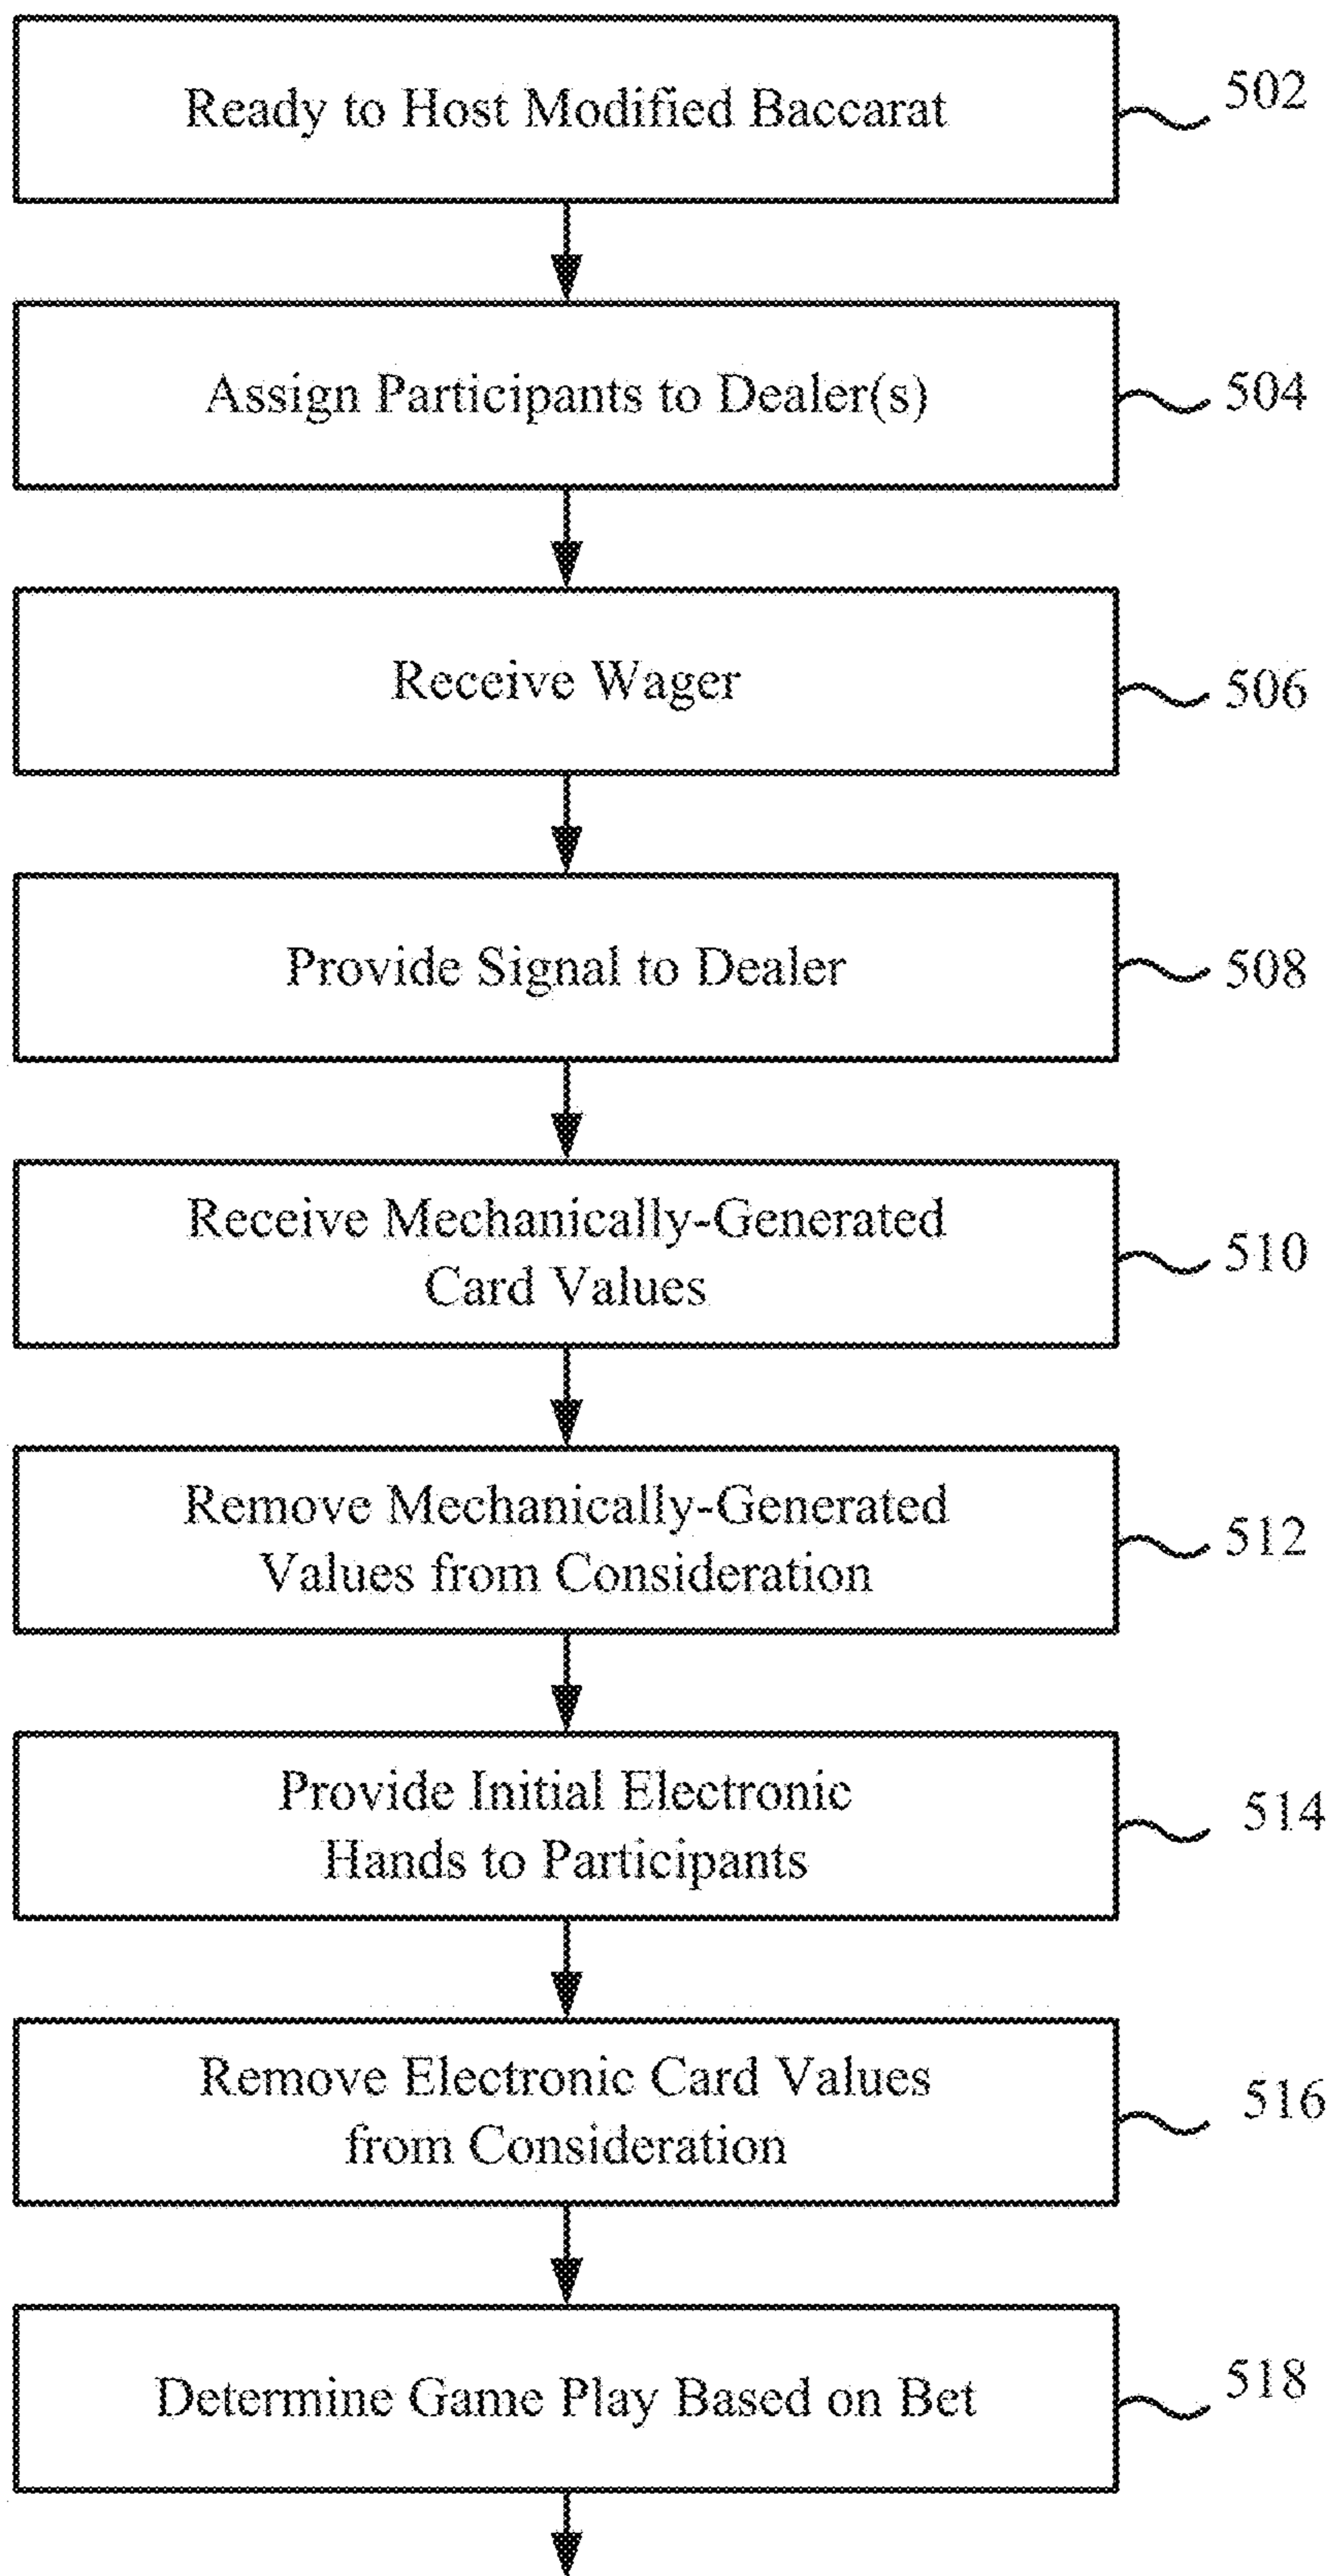 Ready to Host Modified Baccarat
502
Assign Participants to Dealer(s)
504
Receive Wager
506
Provide Signal to Dealer
508
Receive Mechanically-Generated
Card Values
510
Remove Mechanically-Generated
Values from Consideration
512
Provide Initial Electronic
Hands to Participants
514
Remove Electronic Card Values
from Consideration
516
Determine Game Play Based on Bet
518